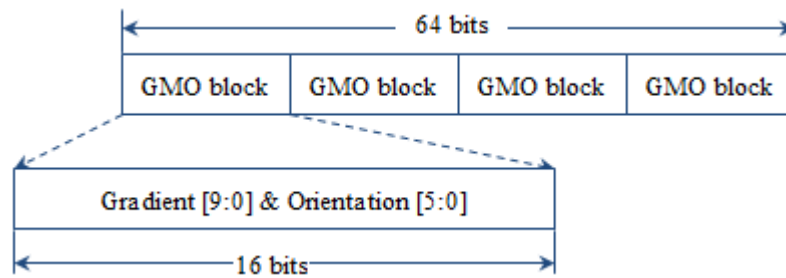 64 bits
GMO block GMO block GMO block GMO block
Gradient [9:0] & Orientation [5:0]
16 bits